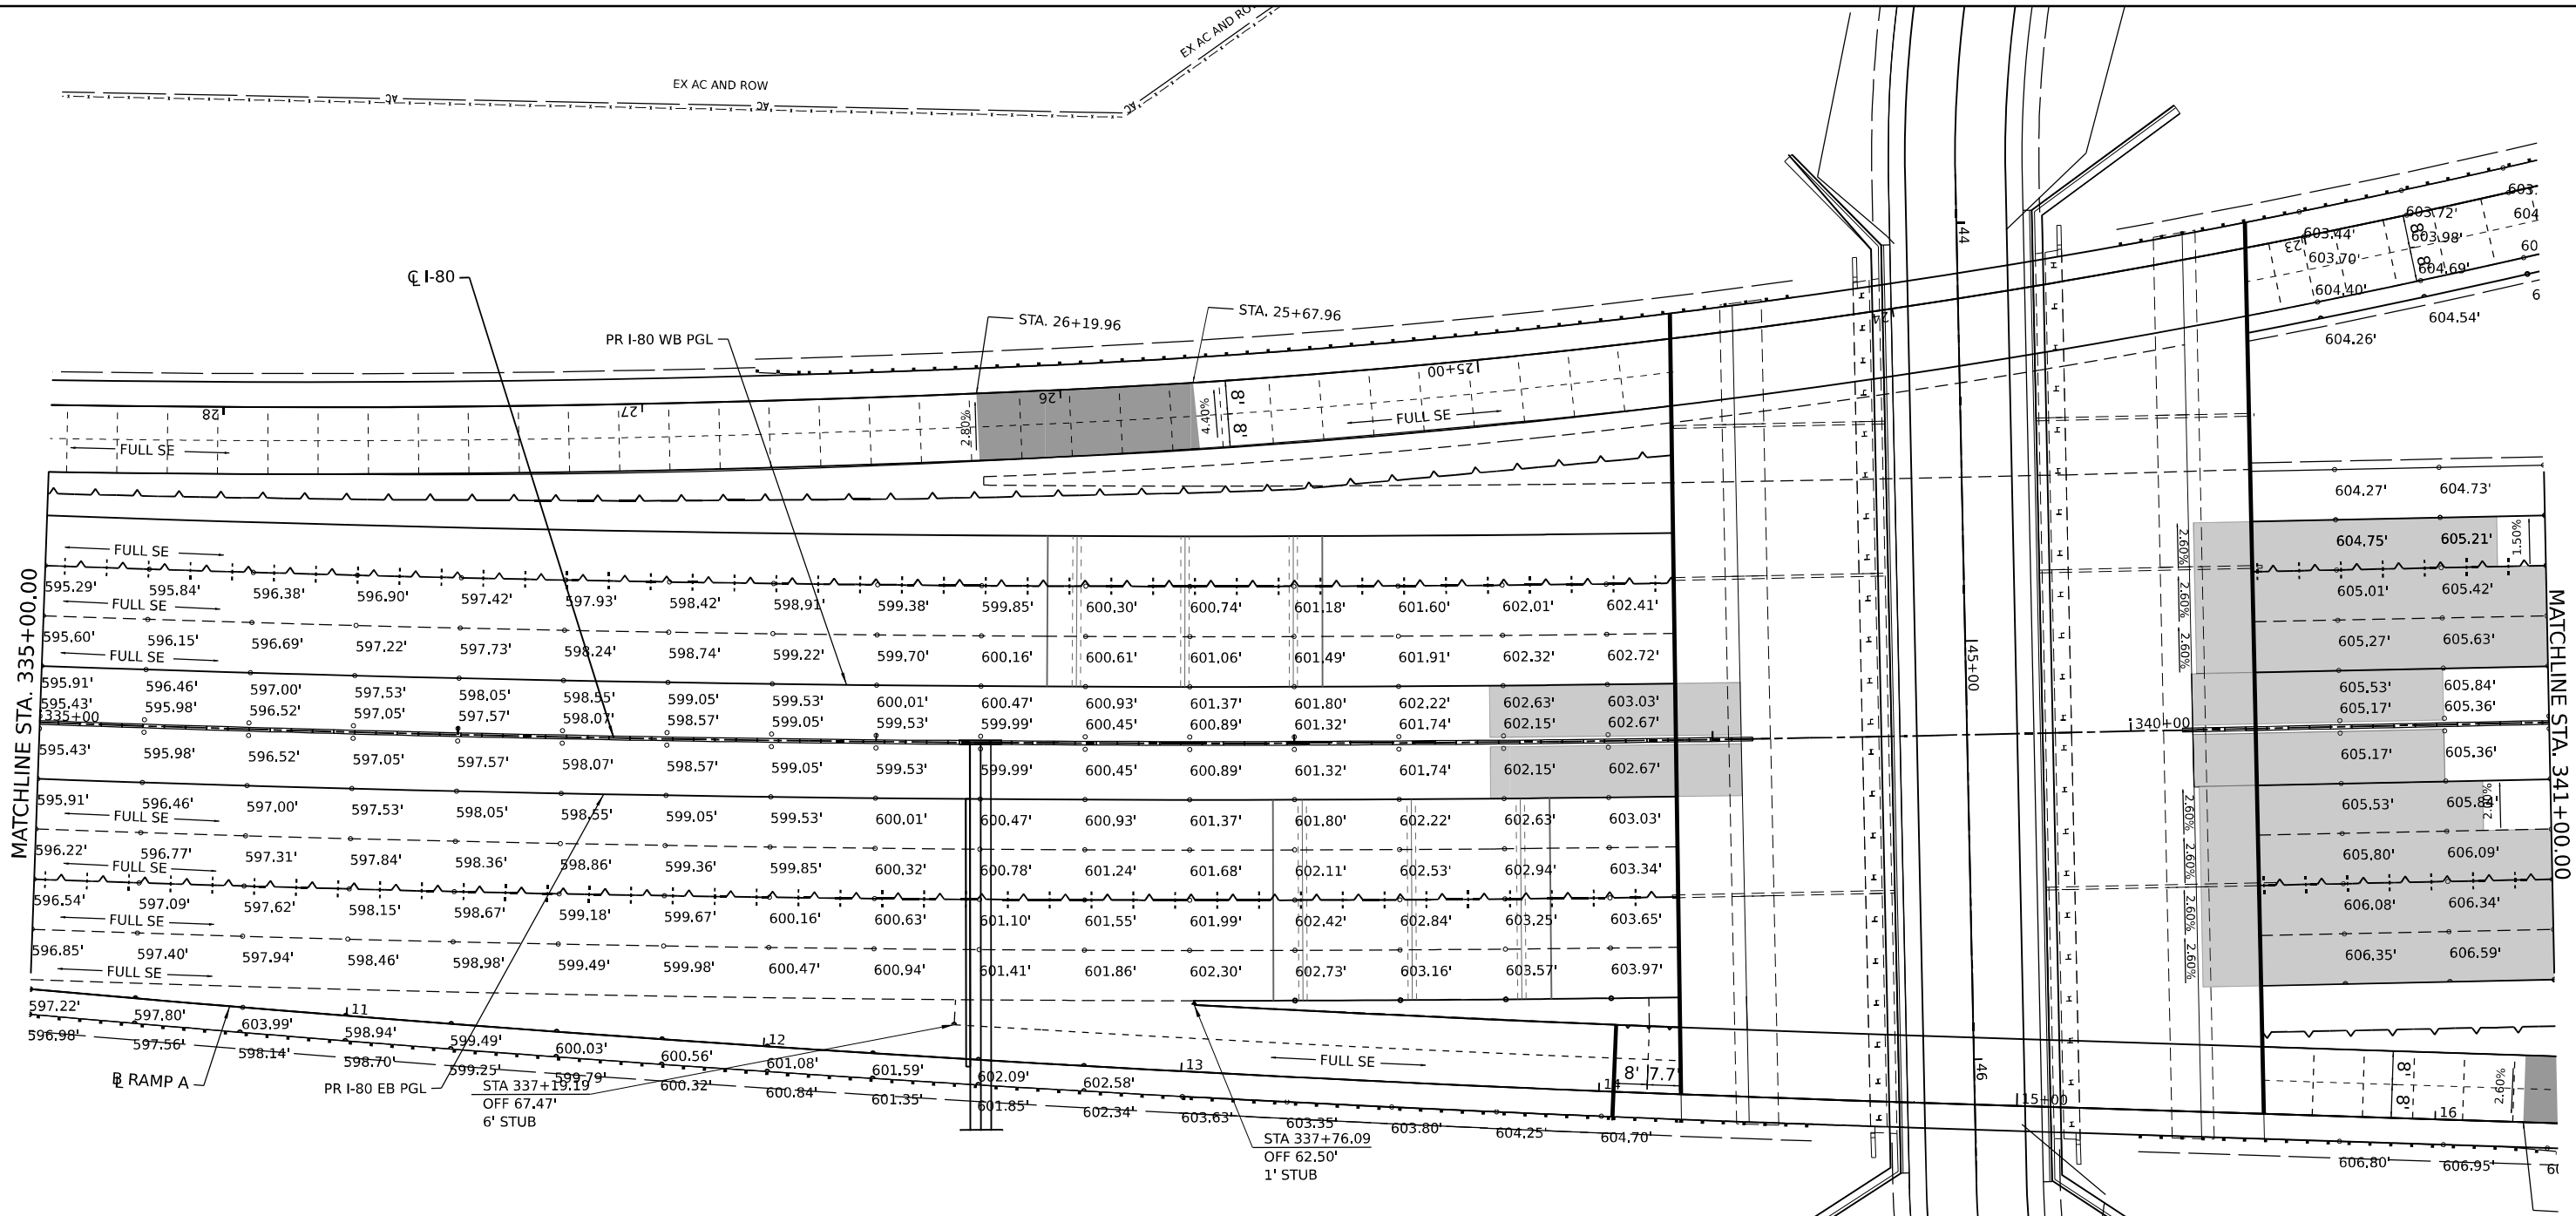 EX AC AND ROW
EX AC AND ROW
AC
AC
AC
44
603.
603.72' 604
603.44' 603.98'
23
8'
8'
603.70' 604.69' 60
604.40' 6
604.54'
604.26'
℄ I-80
STA. 26+19.96
STA. 25+67.96
PR I-80 WB PGL
24
125+00
26
27
28
2.80%
4.40%
8'
8'
FULL SE
FULL SE
604.27' 604.73'
604.75' 605.21'
1.50%
2.60%
2.60%
2.60%
MATCHLINE STA. 335+00.00
MATCHLINE STA. 341+00.00
FULL SE
595.29' 595.84' 596.38' 596.90' 597.42' 597.93' 598.42' 598.91' 599.38' 599.85' 600.30' 600.74' 601.18' 601.60' 602.01' 602.41' 605.01' 605.42'
FULL SE
595.60' 596.15' 596.69' 597.22' 597.73' 598.24' 598.74' 599.22' 599.70' 600.16' 600.61' 601.06' 601.49' 601.91' 602.32' 602.72' 605.27' 605.63'
FULL SE
595.91' 596.46' 597.00' 597.53' 598.05' 598.55' 599.05' 599.53' 600.01' 600.47' 600.93' 601.37' 601.80' 602.22' 602.63' 603.03' 605.53' 605.84'
595.43' 595.98' 596.52' 597.05' 597.57' 598.07' 598.57' 599.05' 599.53' 599.99' 600.45' 600.89' 601.32' 601.74' 602.15' 602.67' 605.17' 605.36'
335+00
45+00
340+00
595.43' 595.98' 596.52' 597.05' 597.57' 598.07' 598.57' 599.05' 599.53' 599.99' 600.45' 600.89' 601.32' 601.74' 602.15' 602.67' 605.17' 605.36'
595.91' 596.46' 597.00' 597.53' 598.05' 598.55' 599.05' 599.53' 600.01' 600.47' 600.93' 601.37' 601.80' 602.22' 602.63' 603.03' 605.53' 605.84'
FULL SE
2.60%
2.60%
2.60%
2.60%
596.22' 596.77' 597.31' 597.84' 598.36' 598.86' 599.36' 599.85' 600.32' 600.78' 601.24' 601.68' 602.11' 602.53' 602.94' 603.34' 605.80' 606.09'
FULL SE
596.54' 597.09' 597.62' 598.15' 598.67' 599.18' 599.67' 600.16' 600.63' 601.10' 601.55' 601.99' 602.42' 602.84' 603.25' 603.65' 606.08' 606.34'
FULL SE
596.85' 597.40' 597.94' 598.46' 598.98' 599.49' 599.98' 600.47' 600.94' 601.41' 601.86' 602.30' 602.73' 603.16' 603.57' 603.97' 606.35' 606.59'
FULL SE
11
12
13
14
15+00
16
46
597.22' 597.80' 603.99' 598.94' 599.49' 600.03' 600.56' 601.08' 601.59' 602.09' 602.58'
596.98' 597.56' 598.14' 598.70' 599.25' 599.79' 600.32' 600.84' 601.35' 601.85' 602.34' 603.63' 603.35' 603.80' 604.25' 604.70' 606.80' 606.95'
FULL SE
8' 7.7'
8'
8'
2.60%
B RAMP A
PR I-80 EB PGL
STA 337+19.19
OFF 67.47'
6' STUB
STA 337+76.09
OFF 62.50'
1' STUB